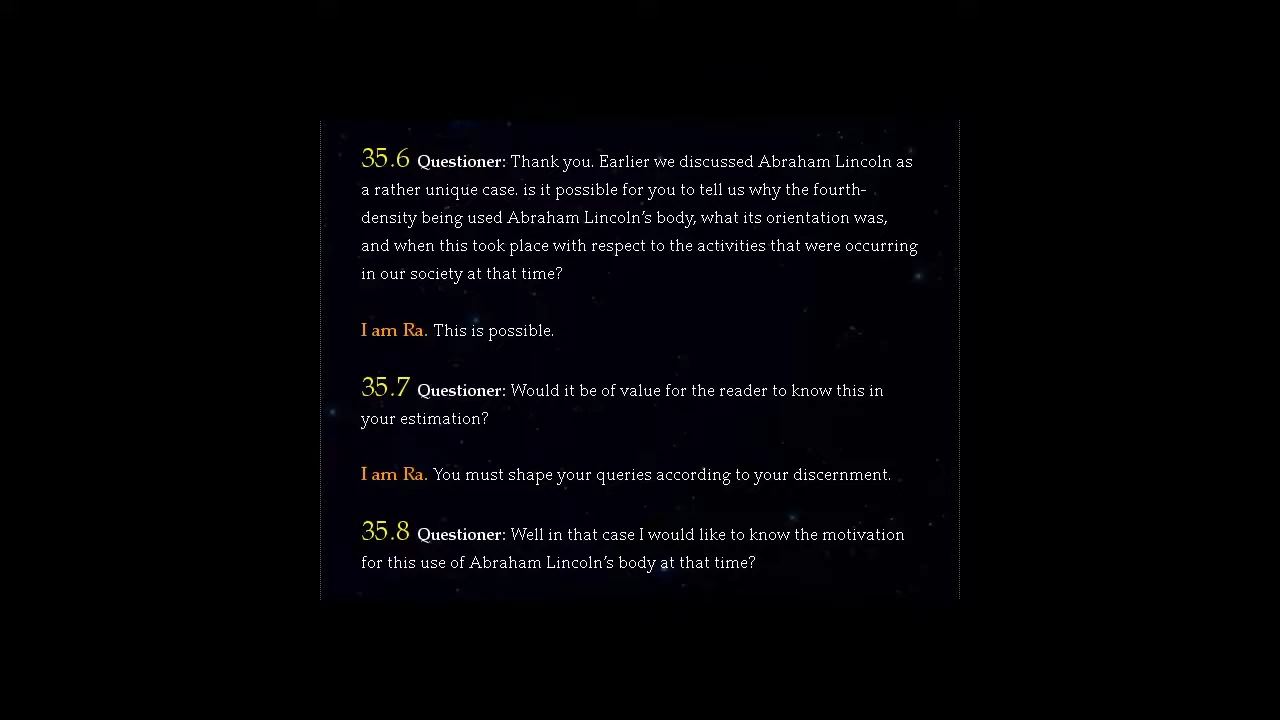 35.6 Questioner: Thank you. Earlier we discussed Abraham Lincoln as
a rather unique case. is it possible for you to tell us why the fourth-
density being used Abraham Lincoln’s body, what its orientation was,
and when this took place with respect to the activities that were occurring
in our society at that time?
I am Ra. This is possible.
35.7 Questioner: Would it be of value for the reader to know this in
your estimation?
I am Ra. You must shape your queries according to your discernment.
35.8 Questioner: Well in that case I would like to know the motivation
for this use of Abraham Lincoln’s body at that time?